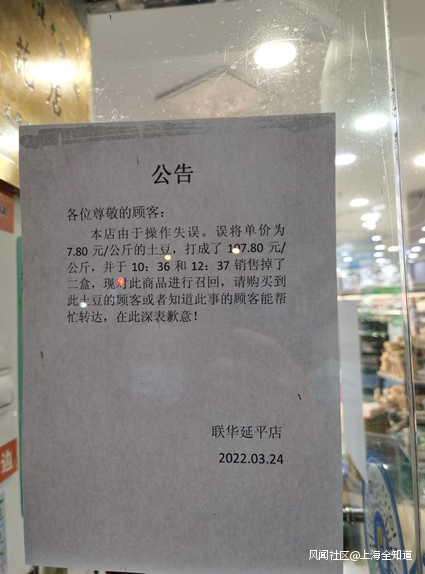 公告
各位尊敬的顾客：
本店由于操作失误。误将单价为
7.80 元/公斤的土豆，打成了 107.80 元/
公斤，并于 10：36 和 12：37 销售掉了
二盒，现对此商品进行召回，请购买到
此土豆的顾客或者知道此事的顾客能帮
忙转达，在此深表歉意！
联华延平店
2022.03.24
边
风闻社区@上海全知道